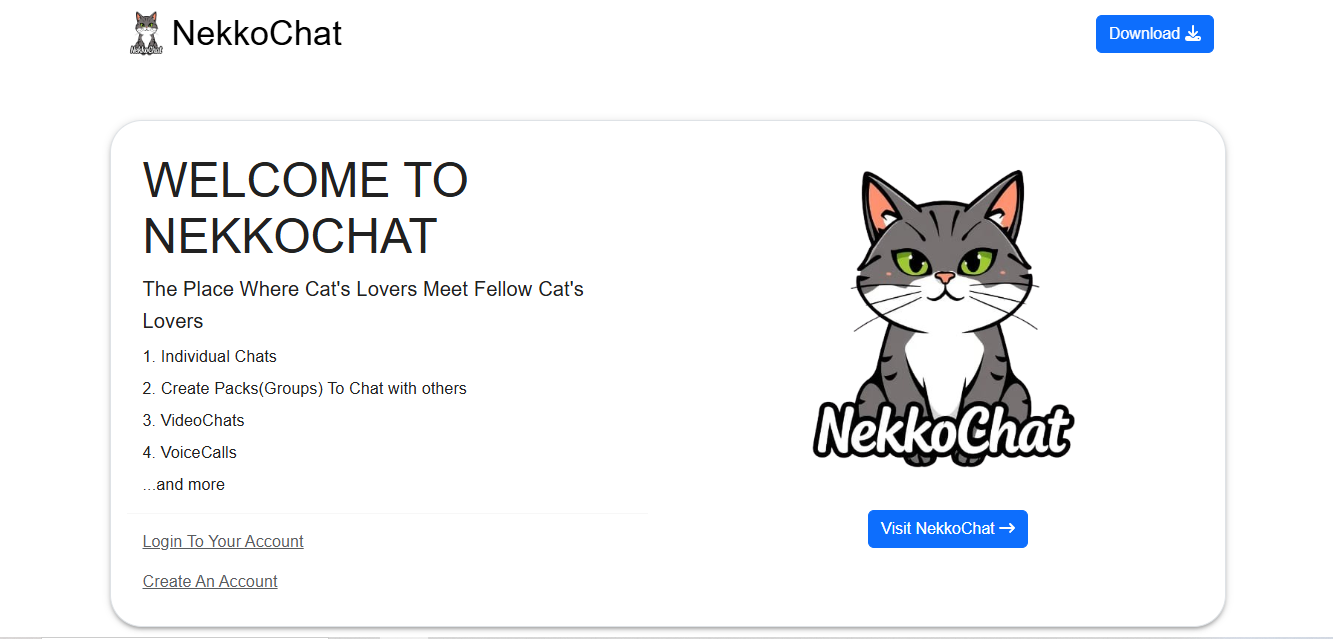 NekkoChat
NekkoChat
Download
WELCOME TO
NEKKOCHAT
The Place Where Cat's Lovers Meet Fellow Cat's
Lovers
1. Individual Chats
2. Create Packs(Groups) To Chat with others
3. VideoChats
4. VoiceCalls
...and more
Login To Your Account
Create An Account
NekkoChat
Visit NekkoChat